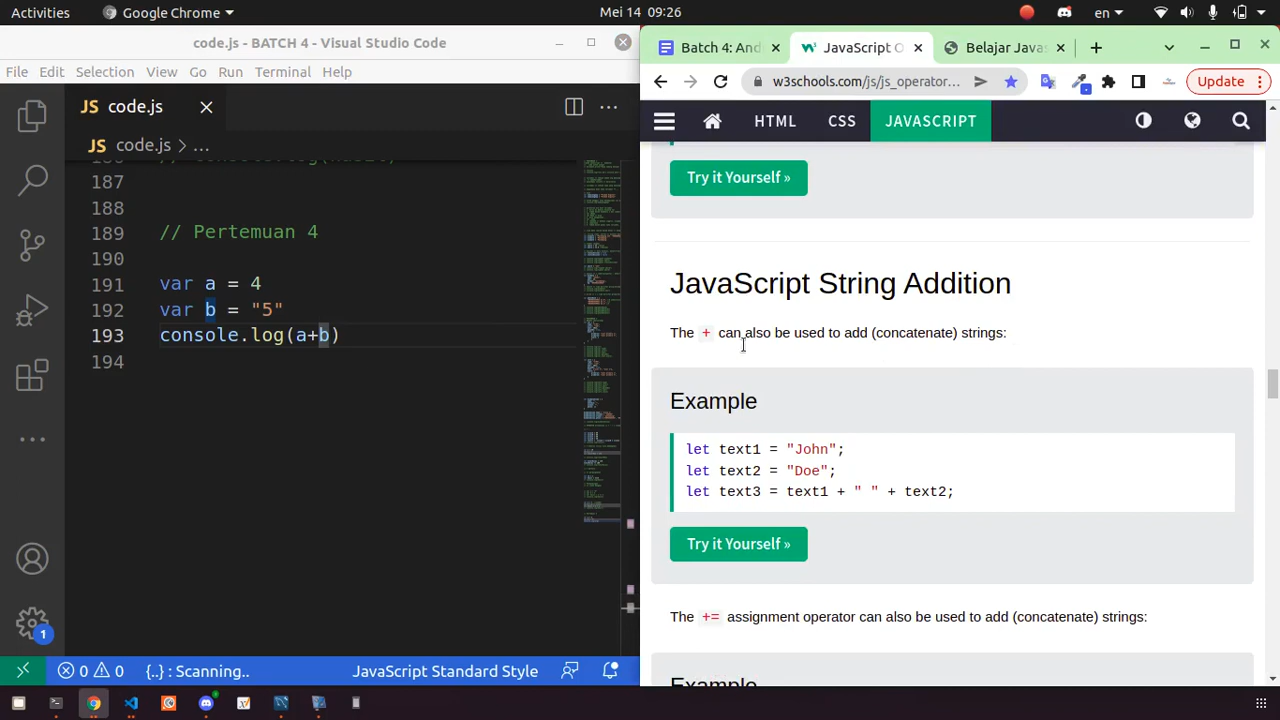 Activities
Google Chrome
Mei 14 09:26
en
code.js - BATCH 4 - Visual Studio Code
File Edit Selection View Go Run Terminal Help
JS code.js
JS code.js > ...
187
188
189 // Pertemuan 4
190
191 var a = 4
192 var b = "5"
193 console.log(a+b)
194
1
0 0 {..} : Scanning.. JavaScript Standard Style
Batch 4: And
JavaScript O
Belajar Javas
w3schools.com/js/js_operator...
Update
HTML CSS JAVASCRIPT
Try it Yourself »
JavaScript String Addition
The + can also be used to add (concatenate) strings:
Example
let text1 = "John";
let text2 = "Doe";
let text3 = text1 + " " + text2;
Try it Yourself »
The += assignment operator can also be used to add (concatenate) strings:
Example